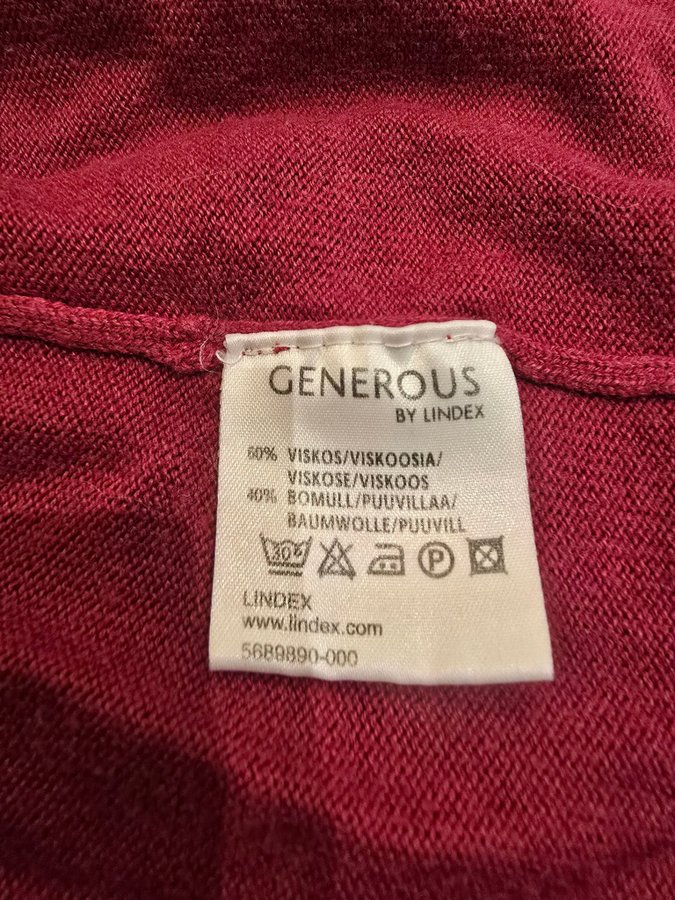 GENEROUS
BY LINDEX
60% VISKOS/VISKOOSIA/
VISKOSE/VISKOOS
40% BOMULL/PUUVILLAA/
BAUMWOLLE/PUUVILL
30°
P
LINDEX
www.lindex.com
5689890-000